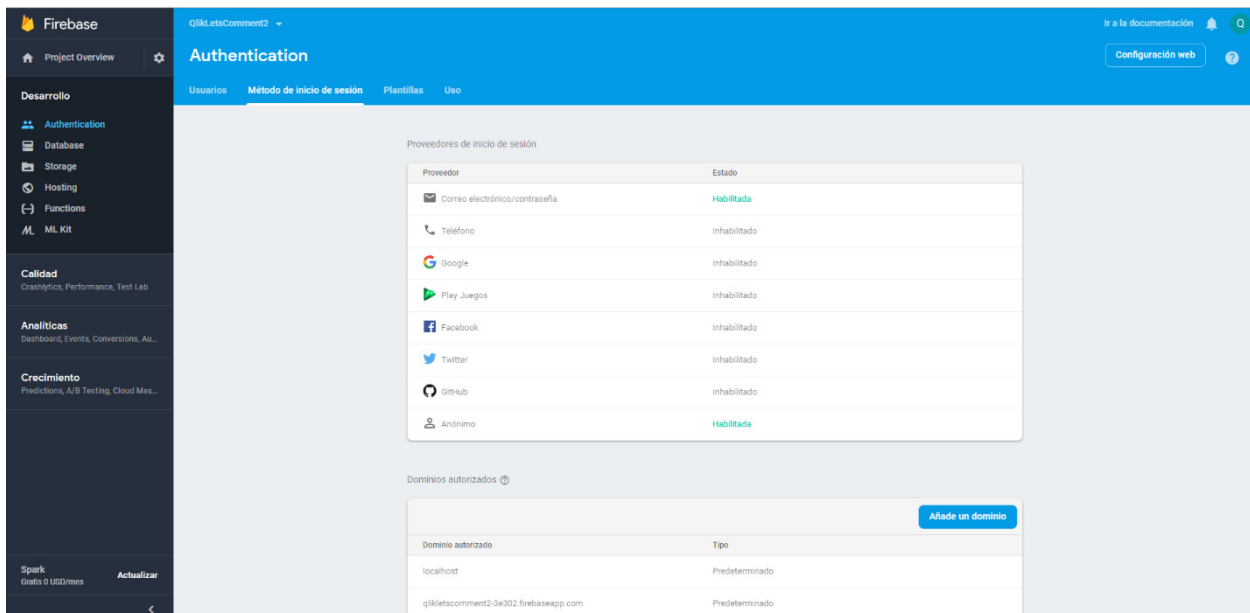 Firebase
Project Overview
Desarrollo
Authentication
Database
Storage
Hosting
Functions
ML Kit
Calidad
Crashlytics, Performance, Test Lab
Analíticas
Dashboard, Events, Conversions, Au...
Crecimiento
Predictions, A/B Testing, Cloud Mes...
Spark
Gratis 0 USD/mes
Actualizar
QlikLetsComment2
Ir a la documentación
Q
Authentication
Configuración web
Usuarios
Método de inicio de sesión
Plantillas
Uso
Proveedores de inicio de sesión
Proveedor Estado
Correo electrónico/contraseña Habilitada
Teléfono Inhabilitado
Google Inhabilitado
Play Juegos Inhabilitado
Facebook Inhabilitado
Twitter Inhabilitado
GitHub Inhabilitado
Anónimo Habilitada
Dominios autorizados
Añade un dominio
Dominio autorizado Tipo
localhost Predeterminado
qlikletscomment2-3e302.firebaseapp.com Predeterminado